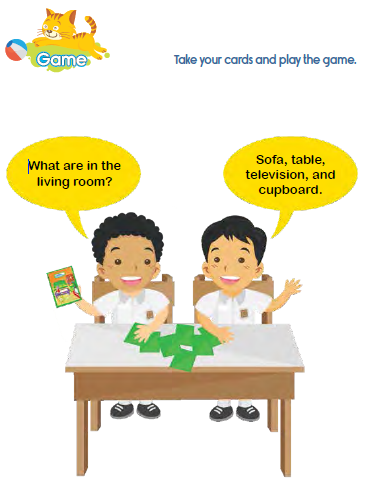 Game
Take your cards and play the game.
What are in the
living room?
Sofa, table,
television, and
cupboard.